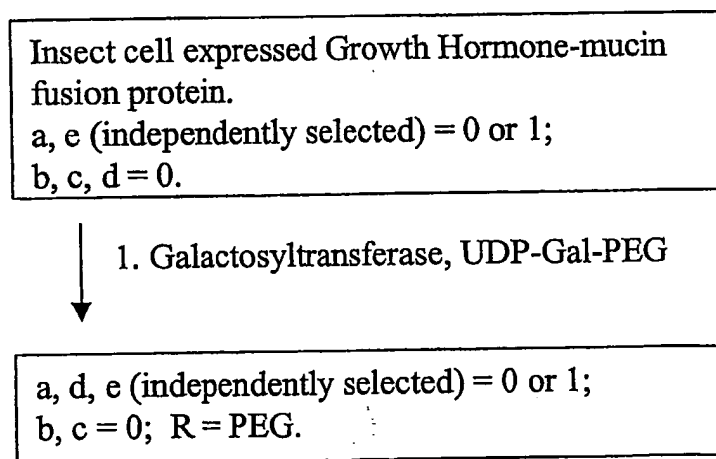 Insect cell expressed Growth Hormone-mucin
fusion protein.
a, e (independently selected) = 0 or 1;
b, c, d = 0.
1. Galactosyltransferase, UDP-Gal-PEG
a, d, e (independently selected) = 0 or 1;
b, c = 0; R = PEG.